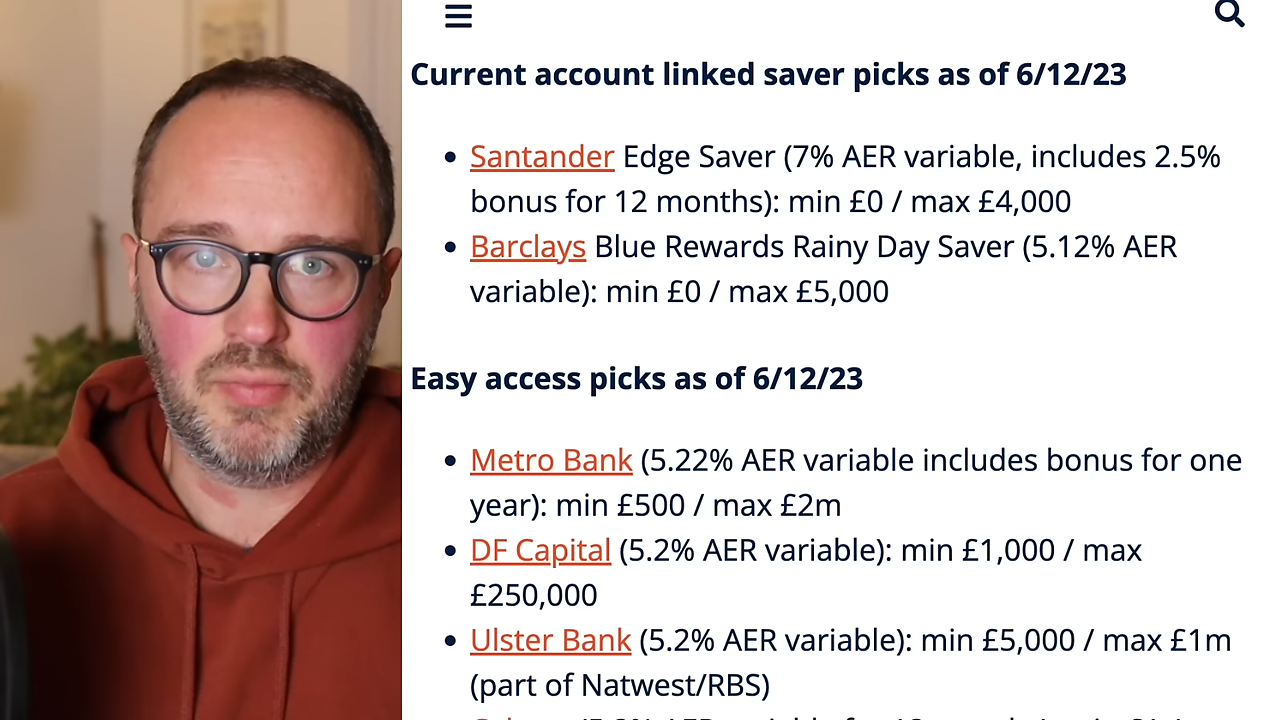 Current account linked saver picks as of 6/12/23
• Santander Edge Saver (7% AER variable, includes 2.5%
bonus for 12 months): min £0 / max £4,000
• Barclays Blue Rewards Rainy Day Saver (5.12% AER
variable): min £0 / max £5,000
Easy access picks as of 6/12/23
• Metro Bank (5.22% AER variable includes bonus for one
year): min £500 / max £2m
• DF Capital (5.2% AER variable): min £1,000 / max
£250,000
• Ulster Bank (5.2% AER variable): min £5,000 / max £1m
(part of Natwest/RBS)